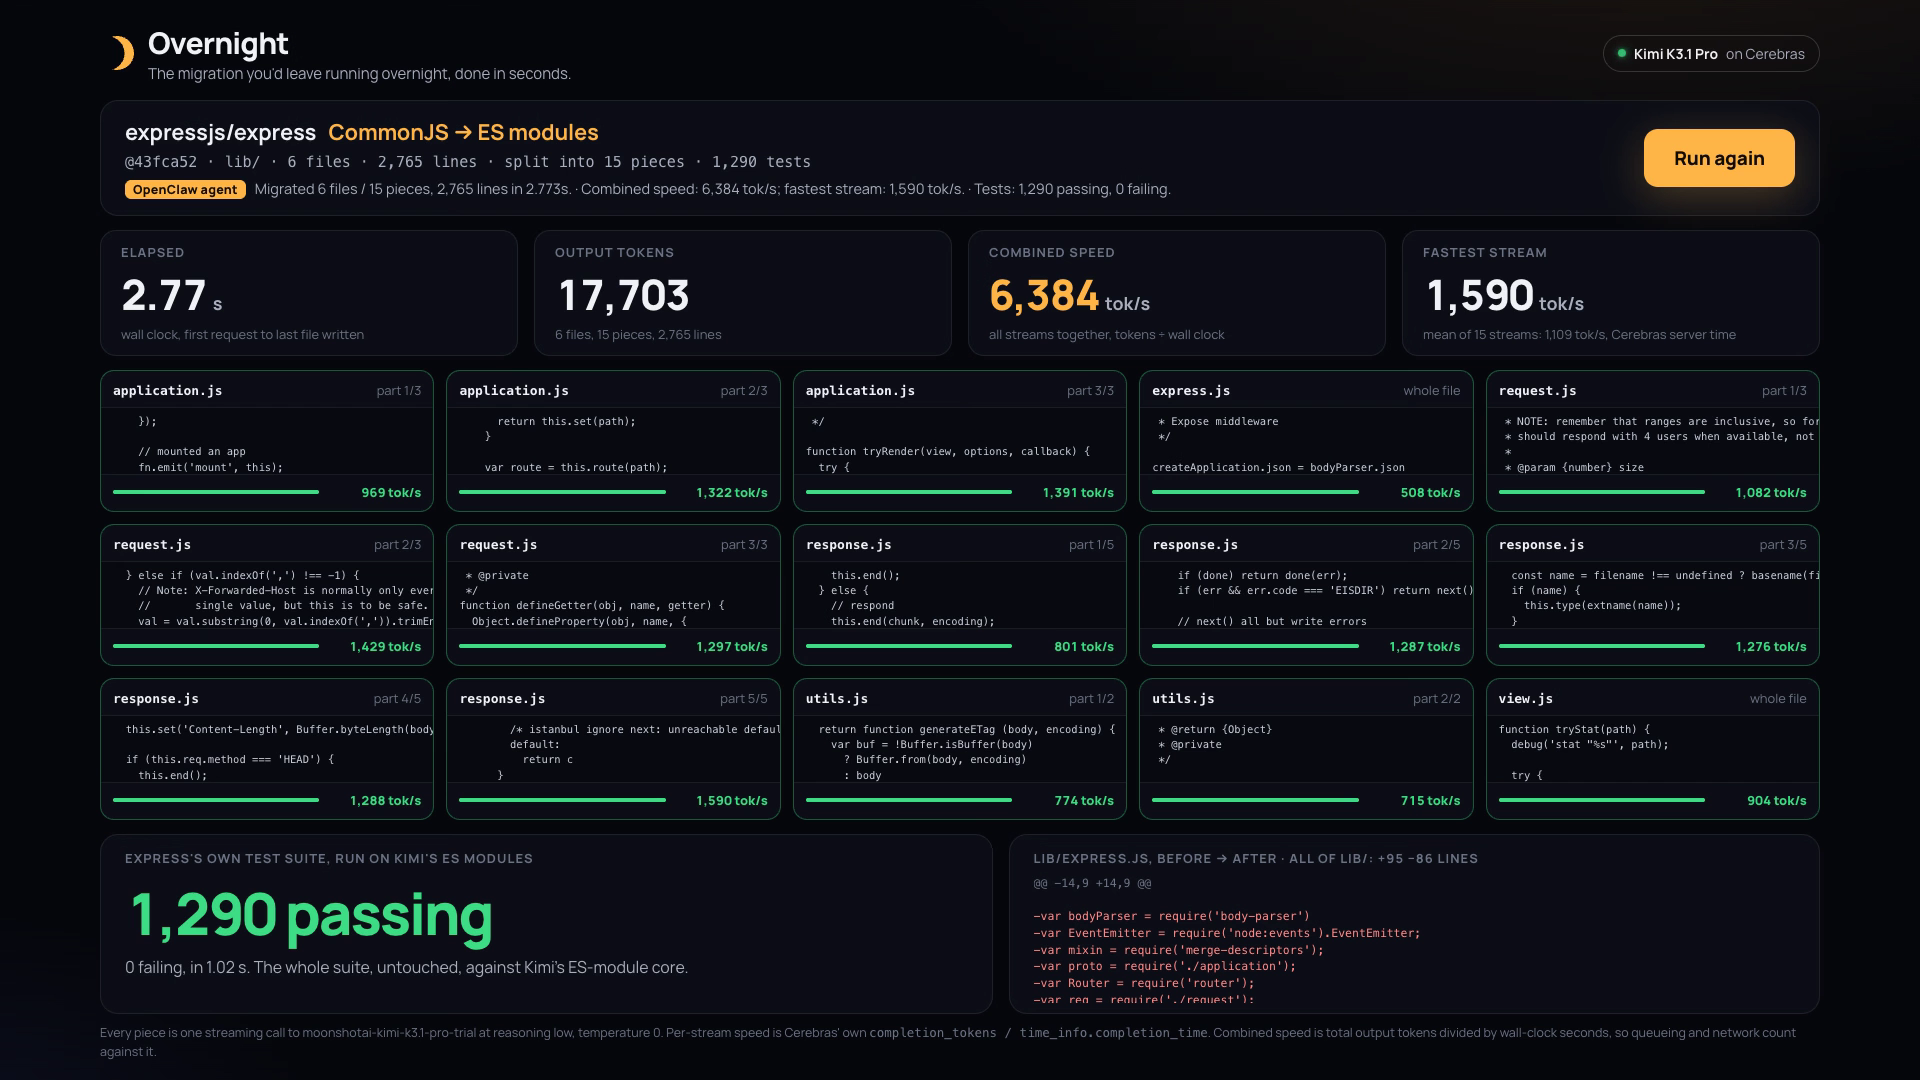 Overnight
The migration you'd leave running overnight, done in seconds.
Kimi K3.1 Pro on Cerebras
expressjs/express CommonJS → ES modules
@43fca52 · lib/ · 6 files · 2,765 lines · split into 15 pieces · 1,290 tests
OpenClaw agent Migrated 6 files / 15 pieces, 2,765 lines in 2.773s. · Combined speed: 6,384 tok/s; fastest stream: 1,590 tok/s. · Tests: 1,290 passing, 0 failing.
Run again
ELAPSED
2.77 s
wall clock, first request to last file written
OUTPUT TOKENS
17,703
6 files, 15 pieces, 2,765 lines
COMBINED SPEED
6,384 tok/s
all streams together, tokens ÷ wall clock
FASTEST STREAM
1,590 tok/s
mean of 15 streams: 1,109 tok/s, Cerebras server time
application.js part 1/3
});
// mounted an app
fn.emit('mount', this);
969 tok/s
application.js part 2/3
return this.set(path);
}
var route = this.route(path);
1,322 tok/s
application.js part 3/3
*/
function tryRender(view, options, callback) {
try {
1,391 tok/s
express.js whole file
* Expose middleware
*/
createApplication.json = bodyParser.json
508 tok/s
request.js part 1/3
* NOTE: remember that ranges are inclusive, so for
* should respond with 4 users when available, not
*
* @param {number} size
1,082 tok/s
request.js part 2/3
} else if (val.indexOf(',') !== -1) {
// Note: X-Forwarded-Host is normally only ever
// single value, but this is to be safe.
val = val.substring(0, val.indexOf(',')).trimEn
1,429 tok/s
request.js part 3/3
* @private
*/
function defineGetter(obj, name, getter) {
Object.defineProperty(obj, name, {
1,297 tok/s
response.js part 1/5
this.end();
} else {
// respond
this.end(chunk, encoding);
801 tok/s
response.js part 2/5
if (done) return done(err);
if (err && err.code === 'EISDIR') return next()
// next() all but write errors
1,287 tok/s
response.js part 3/5
const name = filename !== undefined ? basename(fi
if (name) {
this.type(extname(name));
}
1,276 tok/s
response.js part 4/5
this.set('Content-Length', Buffer.byteLength(body
if (this.req.method === 'HEAD') {
this.end();
1,288 tok/s
response.js part 5/5
/* istanbul ignore next: unreachable defaul
default:
return c
}
1,590 tok/s
utils.js part 1/2
return function generateETag (body, encoding) {
var buf = !Buffer.isBuffer(body)
? Buffer.from(body, encoding)
: body
774 tok/s
utils.js part 2/2
* @return {Object}
* @private
*/
715 tok/s
view.js whole file
function tryStat(path) {
debug('stat "%s"', path);
try {
904 tok/s
EXPRESS'S OWN TEST SUITE, RUN ON KIMI'S ES MODULES
1,290 passing
0 failing, in 1.02 s. The whole suite, untouched, against Kimi's ES-module core.
LIB/EXPRESS.JS, BEFORE → AFTER · ALL OF LIB/: +95 −86 LINES
@@ -14,9 +14,9 @@
-var bodyParser = require('body-parser')
-var EventEmitter = require('node:events').EventEmitter;
-var mixin = require('merge-descriptors');
-var proto = require('./application');
-var Router = require('router');
-var req = require('./request');
Every piece is one streaming call to moonshotai-kimi-k3.1-pro-trial at reasoning low, temperature 0. Per-stream speed is Cerebras' own completion_tokens / time_info.completion_time. Combined speed is total output tokens divided by wall-clock seconds, so queueing and network count
against it.